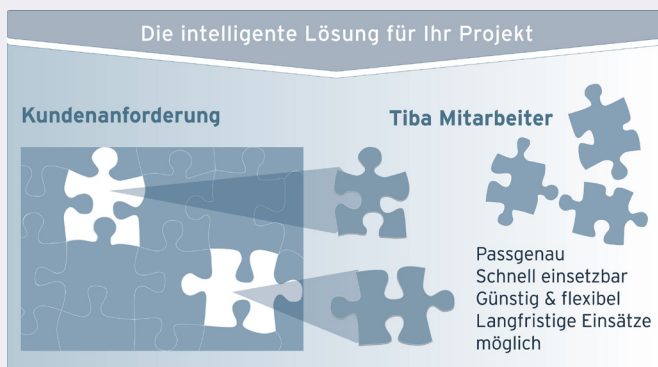 Die intelligente Lösung für Ihr Projekt
Kundenanforderung
Tiba Mitarbeiter
Passgenau
Schnell einsetzbar
Günstig & flexibel
Langfristige Einsätze
möglich